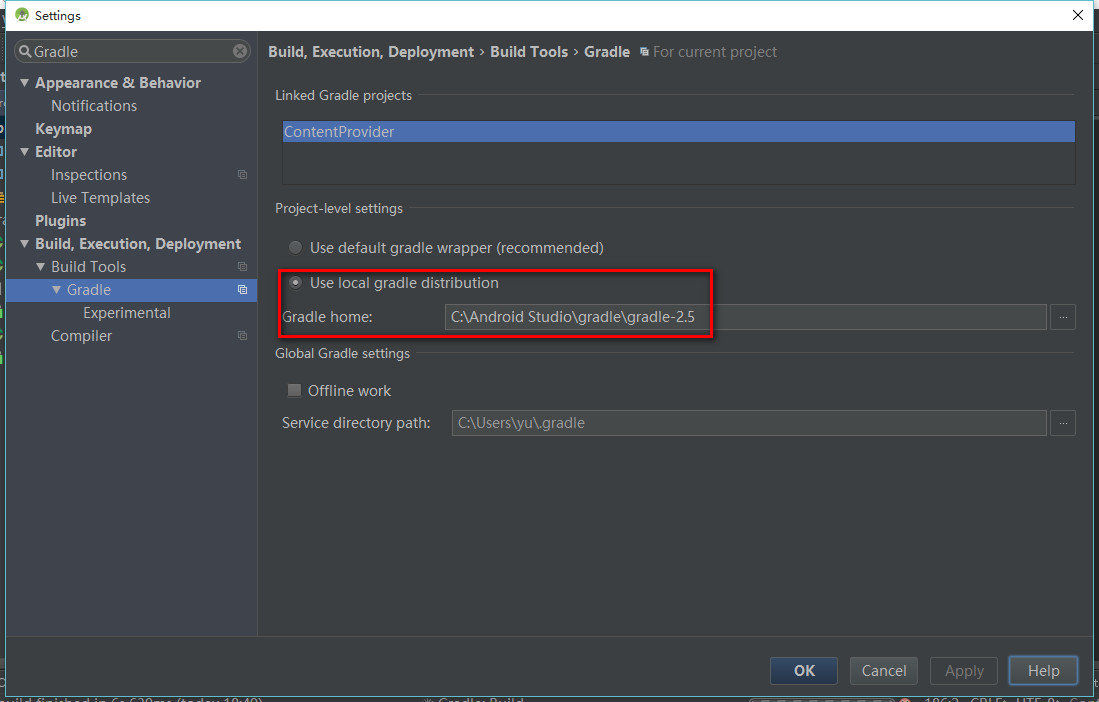 Settings
Gradle
Appearance & Behavior
Notifications
Keymap
Editor
Inspections
Live Templates
Plugins
Build, Execution, Deployment
Build Tools
Gradle
Experimental
Compiler
Build, Execution, Deployment › Build Tools › Gradle For current project
Linked Gradle projects
ContentProvider
Project-level settings
Use default gradle wrapper (recommended)
Use local gradle distribution
Gradle home: C:\Android Studio\gradle\gradle-2.5 ...
Global Gradle settings
Offline work
Service directory path: C:\Users\yu\.gradle ...
OK Cancel Apply Help